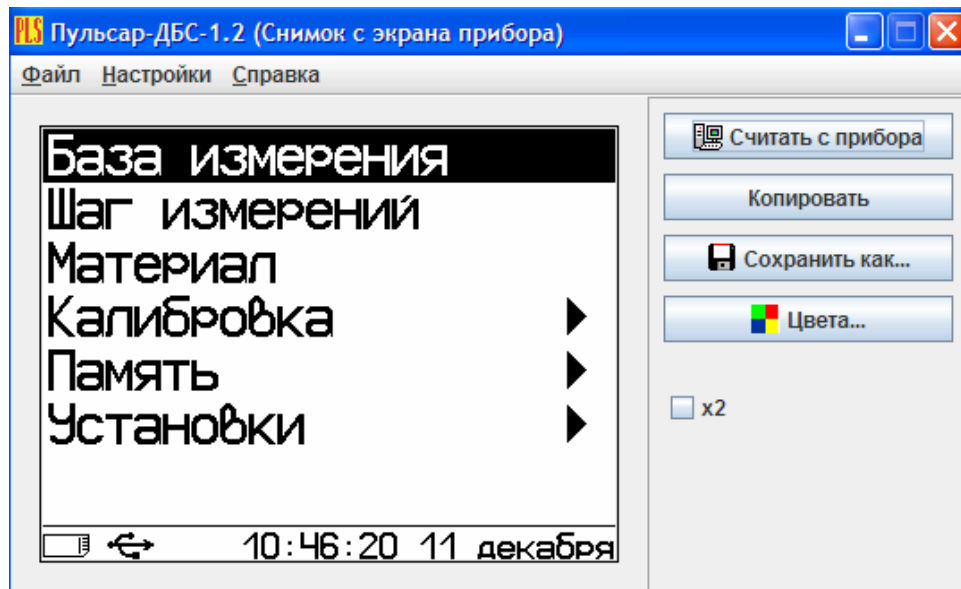 PLS Пульсар-ДБС-1.2 (Снимок с экрана прибора)
Файл Настройки Справка
База измерения
Шаг измерений
Материал
Калибровка
Память
Установки
10:46:20 11 декабря
Считать с прибора
Копировать
Сохранить как...
Цвета...
x2